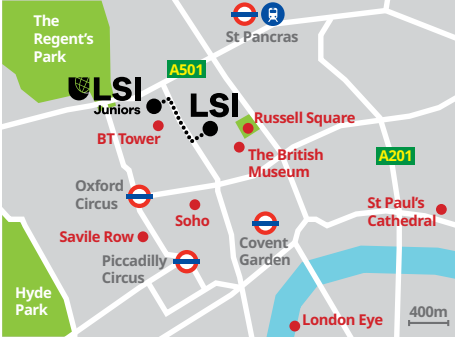 The
Regent's
Park
St Pancras
A501
LSI
Juniors
LSI
Russell Square
BT Tower
The British
Museum
A201
Oxford
Circus
Soho
St Paul's
Cathedral
Savile Row
Covent
Garden
Piccadilly
Circus
Hyde
Park
400m
London Eye